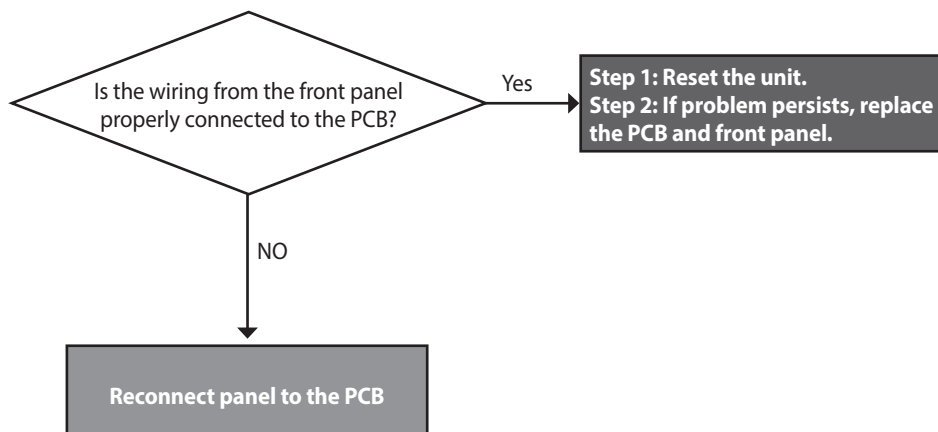 Is the wiring from the front panel
properly connected to the PCB?
Yes
Step 1: Reset the unit.
Step 2: If problem persists, replace
the PCB and front panel.
NO
Reconnect panel to the PCB